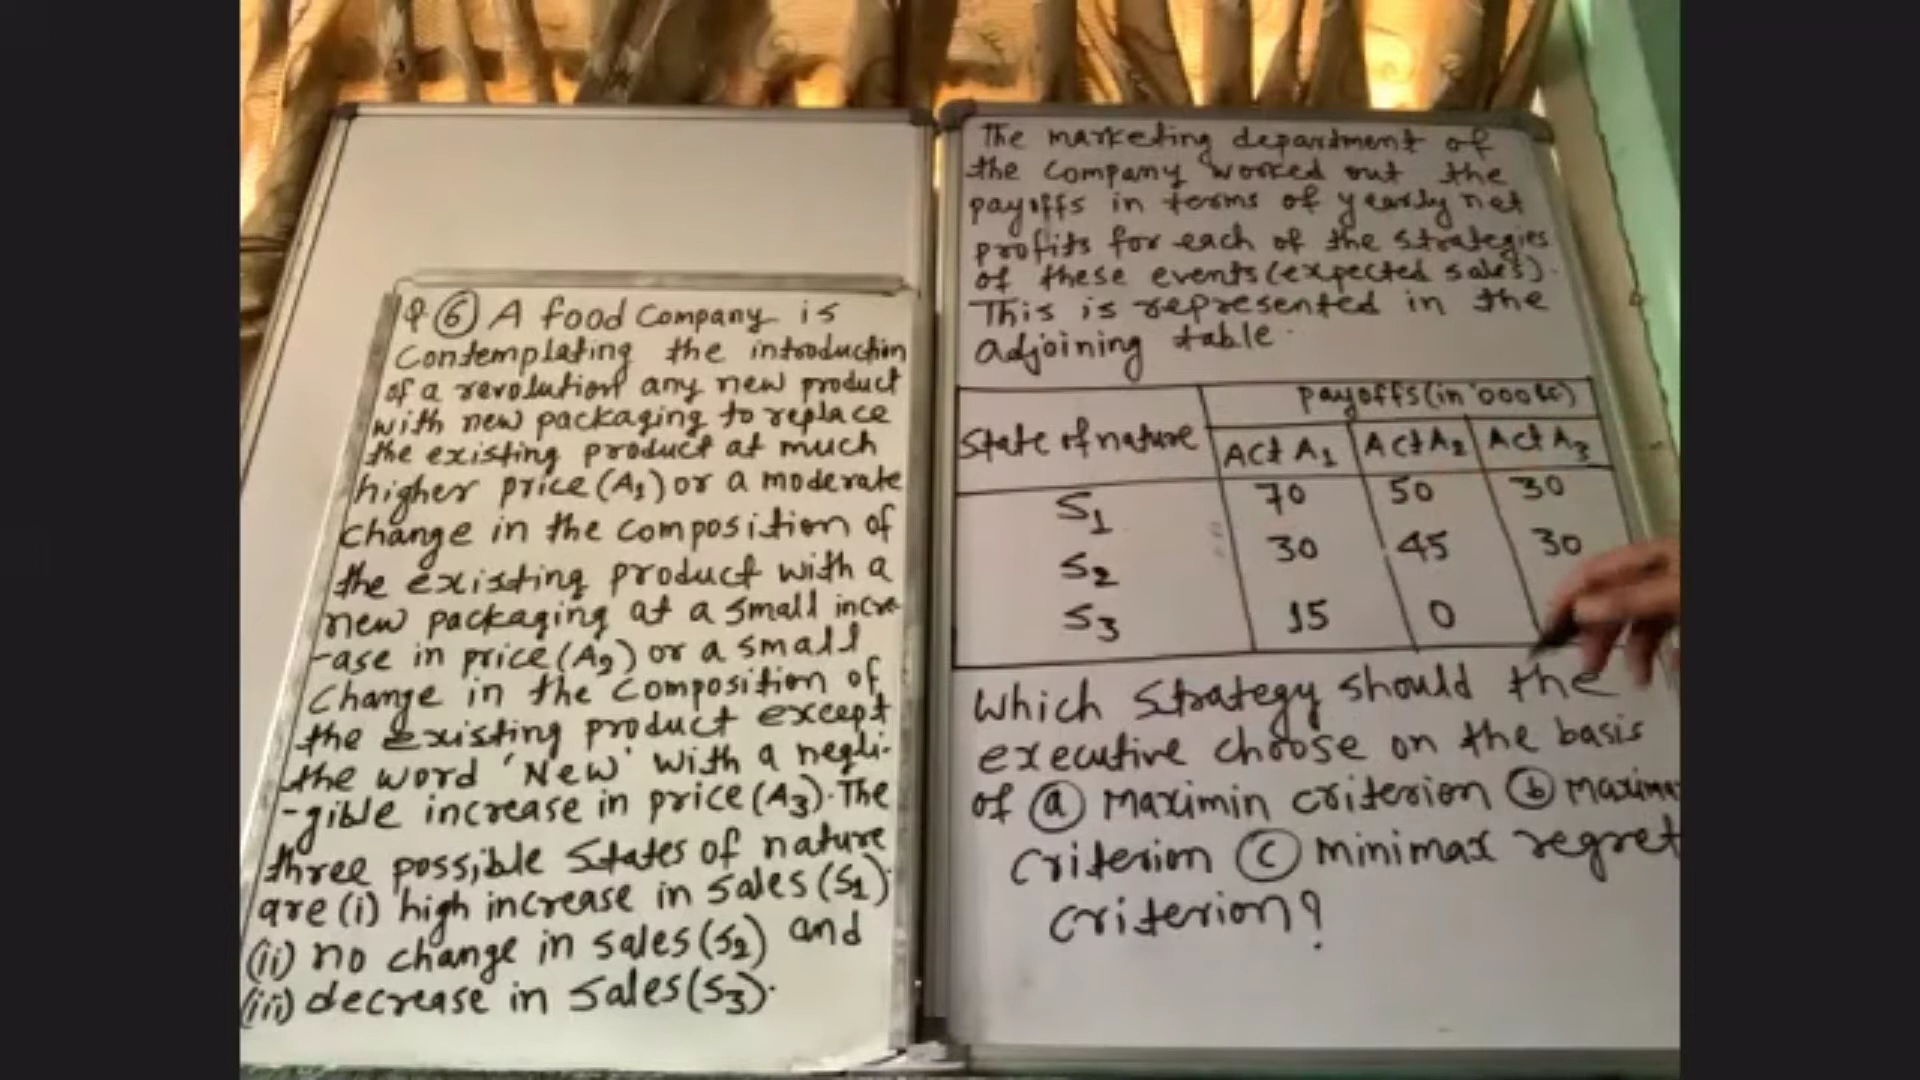 Q. ⑥ A food Company is
Contemplating the introduction
of a revolution any new product
with new packaging to replace
the existing product at much
higher price (A1) or a moderate
change in the composition of
the existing product with a
new packaging at a small incre
-ase in price (A2) or a small
Change in the Composition of
the existing product except
the word 'New' with a negli-
-gible increase in price (A3). The
three possible States of nature
are (i) high increase in sales (S1)
(ii) no change in sales (S2) and
(iii) decrease in sales (S3).
The marketing department of
the company worked out the
payoffs in terms of yearly net
profits for each of the strategies
of these events (expected sales).
This is represented in the
adjoining table.
State of nature
payoffs (in '000
Act A1 Act A2 Act A3
S1 70 50 30
S2 30 45 30
S3 15 0
Which strategy should the
executive choose on the basis
of ⓐ maximin criterion ⓑ maxima
criterion ⓒ minimax regret
criterion?